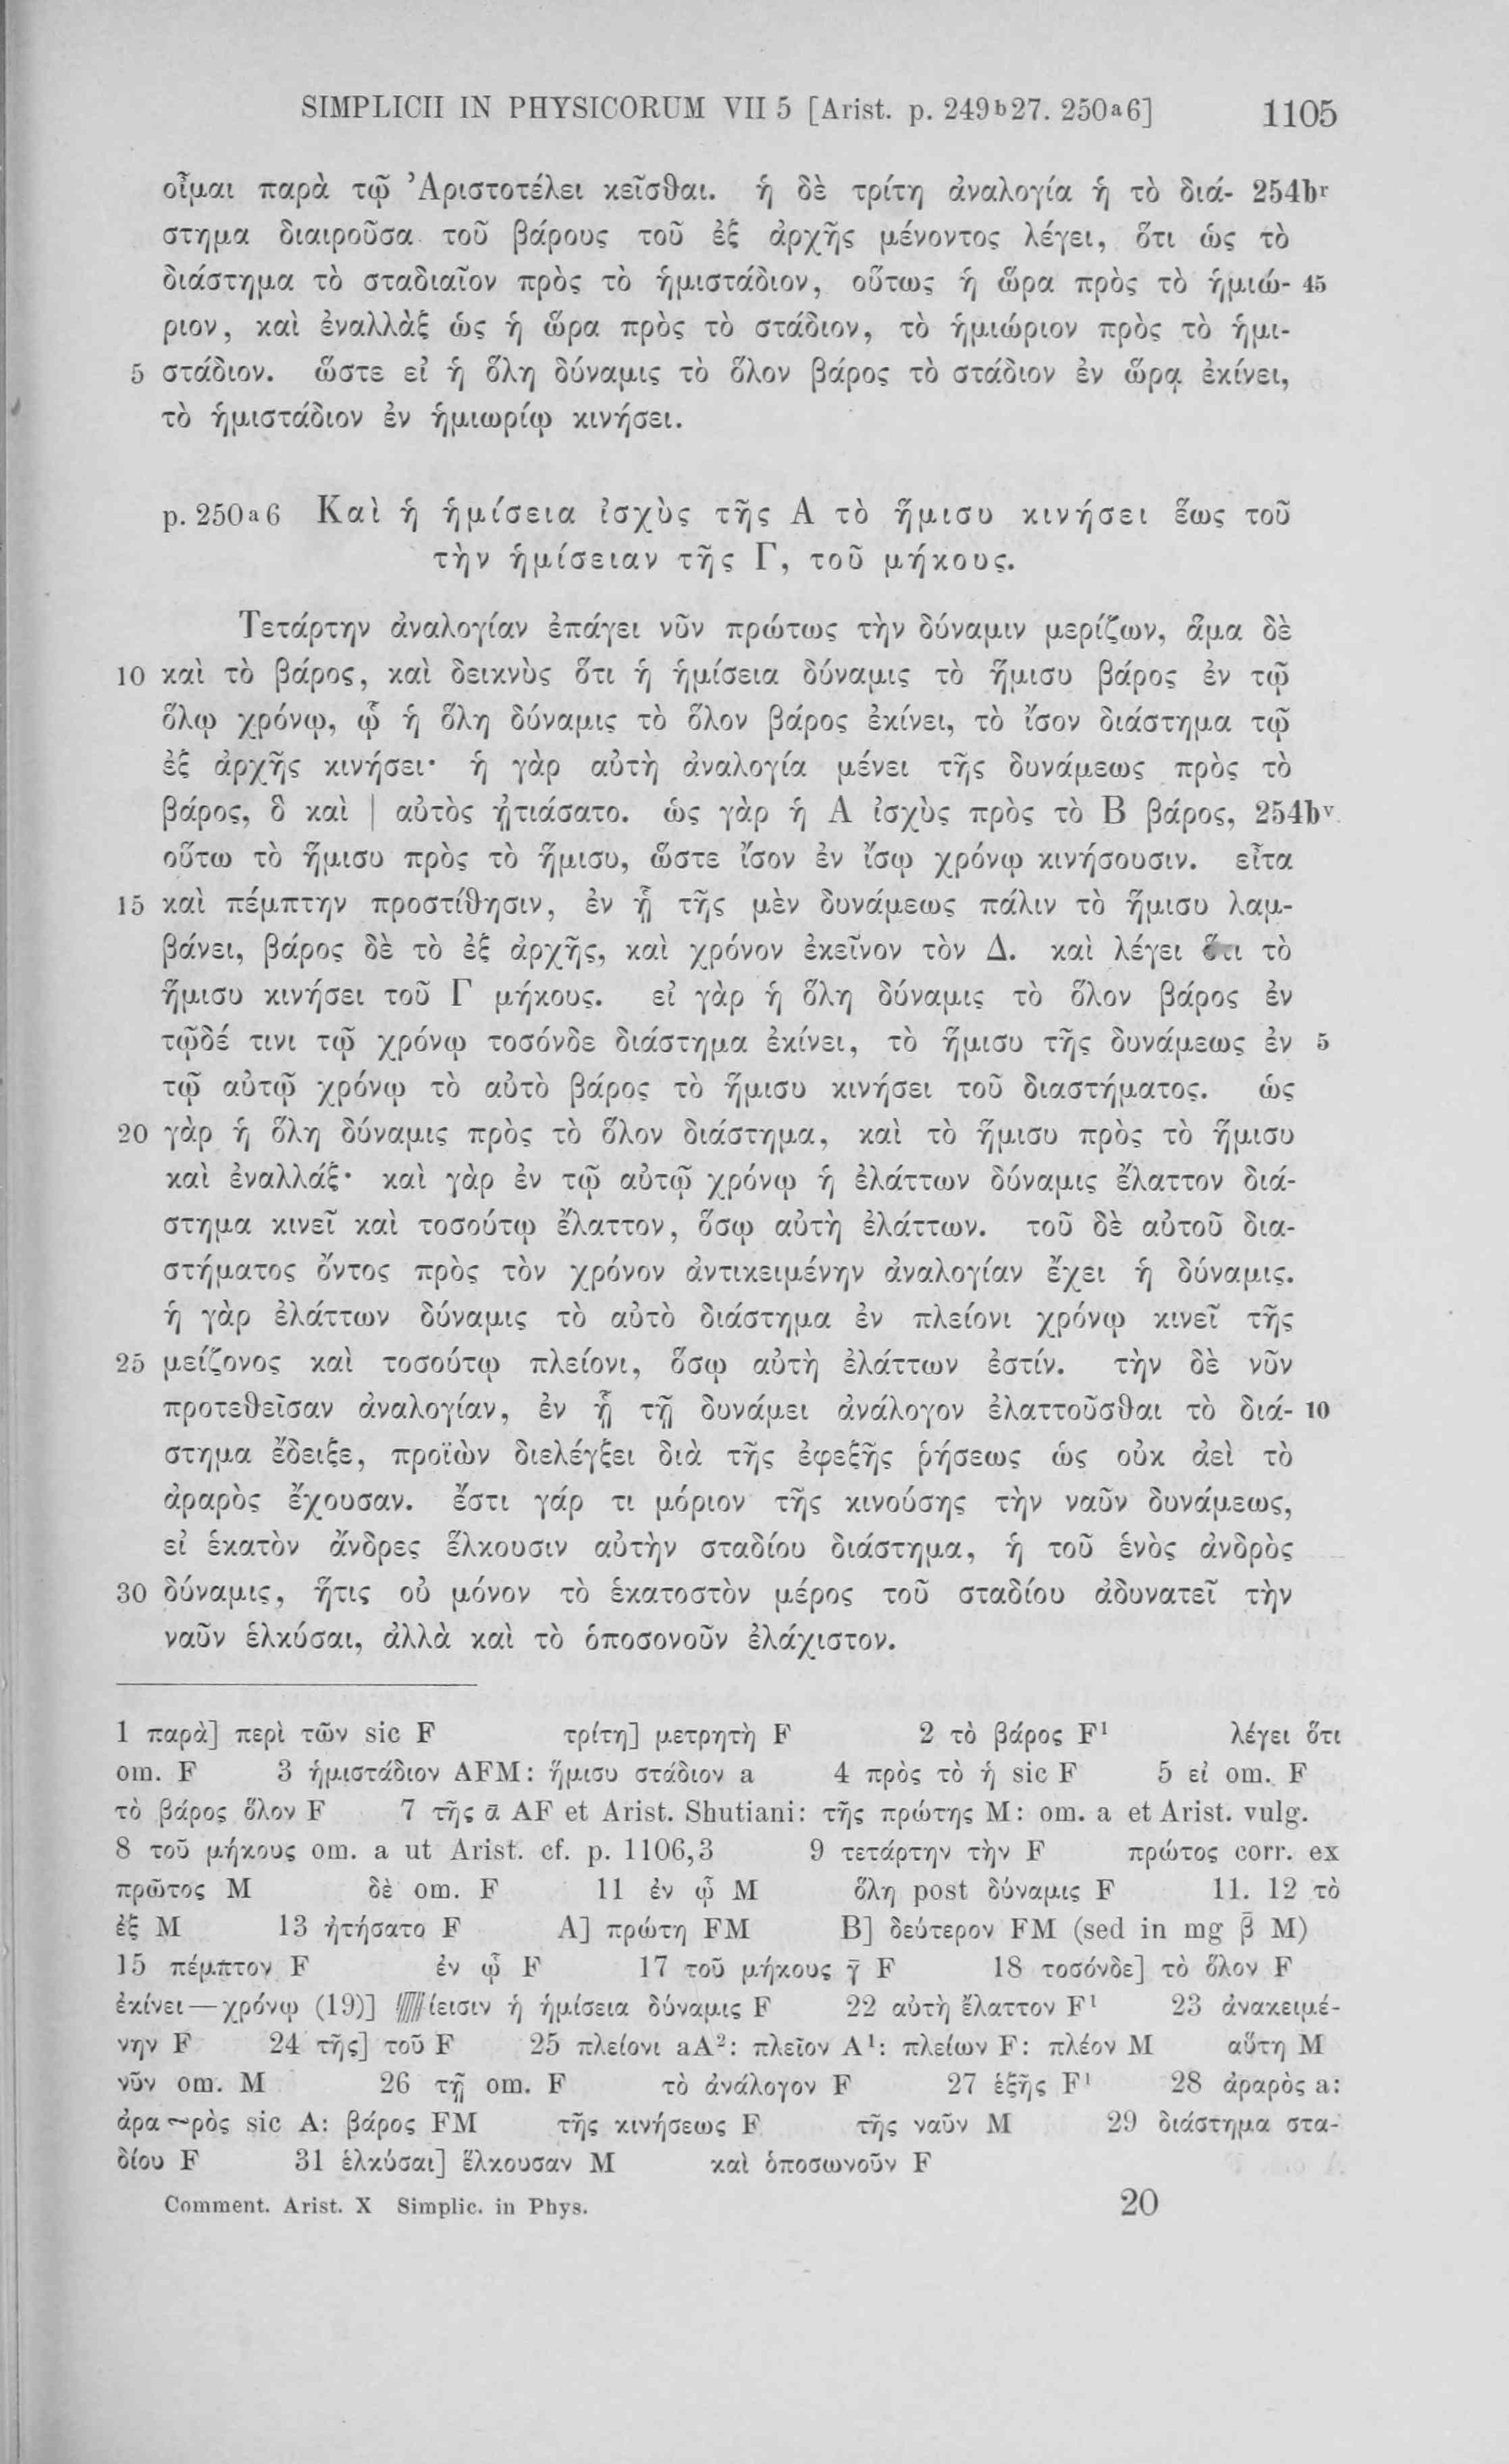 SIMPLICII IN PHYSICORUM VII 5 [Arist. p. 249b27. 250a6] 1105
οἶμαι παρὰ τῷ Ἀριστοτέλει κεῖσθαι. ἡ δὲ τρίτη ἀναλογία ἡ τὸ διά- 254br
στημα διαιροῦσα τοῦ βάρους τοῦ ἐξ ἀρχῆς μένοντος λέγει, ὅτι ὡς τὸ
διάστημα τὸ σταδιαῖον πρὸς τὸ ἡμιστάδιον, οὕτως ἡ ὥρα πρὸς τὸ ἡμιώ- 45
ριον, καὶ ἐναλλὰξ ὡς ἡ ὥρα πρὸς τὸ στάδιον, τὸ ἡμιώριον πρὸς τὸ ἡμι-
5 στάδιον. ὥστε εἰ ἡ ὅλη δύναμις τὸ ὅλον βάρος τὸ στάδιον ἐν ὥρᾳ ἐκίνει,
τὸ ἡμιστάδιον ἐν ἡμιωρίῳ κινήσει.
p. 250a6 Καὶ ἡ ἡμίσεια ἰσχὺς τῆς Α τὸ ἥμισυ κινήσει ἕως τοῦ
τὴν ἡμίσειαν τῆς Γ, τοῦ μήκους.
Τετάρτην ἀναλογίαν ἐπάγει νῦν πρώτως τὴν δύναμιν μερίζων, ἅμα δὲ
10 καὶ τὸ βάρος, καὶ δεικνὺς ὅτι ἡ ἡμίσεια δύναμις τὸ ἥμισυ βάρος ἐν τῷ
ὅλῳ χρόνῳ, ᾧ ἡ ὅλη δύναμις τὸ ὅλον βάρος ἐκίνει, τὸ ἴσον διάστημα τῷ
ἐξ ἀρχῆς κινήσει· ἡ γὰρ αὐτὴ ἀναλογία μένει τῆς δυνάμεως πρὸς τὸ
βάρος, ὃ καὶ | αὐτὸς ᾐτιάσατο. ὡς γὰρ ἡ Α ἰσχὺς πρὸς τὸ Β βάρος, 254bv
οὕτω τὸ ἥμισυ πρὸς τὸ ἥμισυ, ὥστε ἴσον ἐν ἴσῳ χρόνῳ κινήσουσιν. εἶτα
15 καὶ πέμπτην προστίθησιν, ἐν ᾗ τῆς μὲν δυνάμεως πάλιν τὸ ἥμισυ λαμ-
βάνει, βάρος δὲ τὸ ἐξ ἀρχῆς, καὶ χρόνον ἐκεῖνον τὸν Δ. καὶ λέγει ὅτι τὸ
ἥμισυ κινήσει τοῦ Γ μήκους. εἰ γὰρ ἡ ὅλη δύναμις τὸ ὅλον βάρος ἐν
τῷδέ τινι τῷ χρόνῳ τοσόνδε διάστημα ἐκίνει, τὸ ἥμισυ τῆς δυνάμεως ἐν 5
τῷ αὐτῷ χρόνῳ τὸ αὐτὸ βάρος τὸ ἥμισυ κινήσει τοῦ διαστήματος. ὡς
20 γὰρ ἡ ὅλη δύναμις πρὸς τὸ ὅλον διάστημα, καὶ τὸ ἥμισυ πρὸς τὸ ἥμισυ
καὶ ἐναλλάξ· καὶ γὰρ ἐν τῷ αὐτῷ χρόνῳ ἡ ἐλάττων δύναμις ἔλαττον διά-
στημα κινεῖ καὶ τοσούτῳ ἔλαττον, ὅσῳ αὐτὴ ἐλάττων. τοῦ δὲ αὐτοῦ δια-
στήματος ὄντος πρὸς τὸν χρόνον ἀντικειμένην ἀναλογίαν ἔχει ἡ δύναμις.
ἡ γὰρ ἐλάττων δύναμις τὸ αὐτὸ διάστημα ἐν πλείονι χρόνῳ κινεῖ τῆς
25 μείζονος καὶ τοσούτῳ πλείονι, ὅσῳ αὐτὴ ἐλάττων ἐστίν. τὴν δὲ νῦν
προτεθεῖσαν ἀναλογίαν, ἐν ᾗ τῇ δυνάμει ἀνάλογον ἐλαττοῦσθαι τὸ διά- 10
στημα ἔδειξε, προϊὼν διελέγξει διὰ τῆς ἐφεξῆς ῥήσεως ὡς οὐκ ἀεὶ τὸ
ἀραρὸς ἔχουσαν. ἔστι γάρ τι μόριον τῆς κινούσης τὴν ναῦν δυνάμεως,
εἰ ἑκατὸν ἄνδρες ἕλκουσιν αὐτὴν σταδίου διάστημα, ἡ τοῦ ἑνὸς ἀνδρὸς
30 δύναμις, ἥτις οὐ μόνον τὸ ἑκατοστὸν μέρος τοῦ σταδίου ἀδυνατεῖ τὴν
ναῦν ἑλκύσαι, ἀλλὰ καὶ τὸ ὁποσονοῦν ἐλάχιστον.
1 παρὰ] περὶ τῶν sic F τρίτη] μετρητὴ F 2 τὸ βάρος F¹ λέγει ὅτι
om. F 3 ἡμιστάδιον AFM: ἥμισυ στάδιον a 4 πρὸς τὸ ἡ sic F 5 εἰ om. F
τὸ βάρος ὅλον F 7 τῆς ᾱ AF et Arist. Shutiani: τῆς πρώτης M: om. a et Arist. vulg.
8 τοῦ μήκους om. a ut Arist. cf. p. 1106,3 9 τετάρτην τὴν F πρώτος corr. ex
πρῶτος M δὲ om. F 11 ἐν ᾧ M ὅλη post δύναμις F 11. 12 τὸ
ἐξ M 13 ἠτήσατο F Α] πρώτη FM Β] δεύτερον FM (sed in mg β̄ M)
15 πέμπτον F ἐν ᾧ F 17 τοῦ μήκους γ̄ F 18 τοσόνδε] τὸ ὅλον F
ἐκίνει — χρόνῳ (19)] ίεισιν ἡ ἡμίσεια δύναμις F 22 αὐτὴ ἔλαττον F¹ 23 ἀνακειμέ-
νην F 24 τῆς] τοῦ F 25 πλείονι aA²: πλεῖον A¹: πλείων F: πλέον M αὕτη M
νῦν om. M 26 τῇ om. F τὸ ἀνάλογον F 27 ἑξῆς F¹ 28 ἀραρὸς a:
ἀρα ~ρὸς sic A: βάρος FM τῆς κινήσεως F τῆς ναῦν M 29 διάστημα στα-
δίου F 31 ἑλκύσαι] ἕλκουσαν M καὶ ὁποσωνοῦν F
Comment. Arist. X Simplic. in Phys. 20